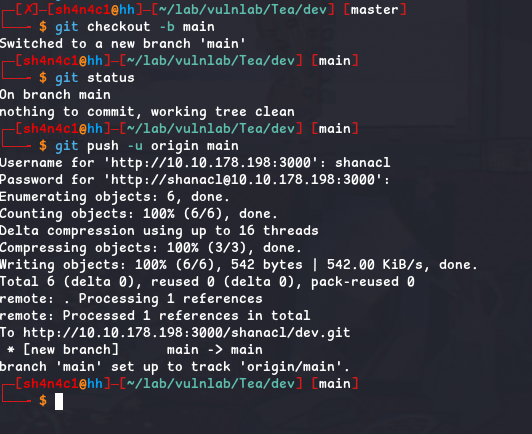 ┌─[✗]─[sh4n4c1@hh]─[~/lab/vulnlab/Tea/dev] [master]
└──╼ $ git checkout -b main
Switched to a new branch 'main'
┌─[sh4n4c1@hh]─[~/lab/vulnlab/Tea/dev] [main]
└──╼ $ git status
On branch main
nothing to commit, working tree clean
┌─[sh4n4c1@hh]─[~/lab/vulnlab/Tea/dev] [main]
└──╼ $ git push -u origin main
Username for 'http://10.10.178.198:3000': shanacl
Password for 'http://shanacl@10.10.178.198:3000':
Enumerating objects: 6, done.
Counting objects: 100% (6/6), done.
Delta compression using up to 16 threads
Compressing objects: 100% (3/3), done.
Writing objects: 100% (6/6), 542 bytes | 542.00 KiB/s, done.
Total 6 (delta 0), reused 0 (delta 0), pack-reused 0
remote: . Processing 1 references
remote: Processed 1 references in total
To http://10.10.178.198:3000/shanacl/dev.git
 * [new branch]      main -> main
branch 'main' set up to track 'origin/main'.
┌─[sh4n4c1@hh]─[~/lab/vulnlab/Tea/dev] [main]
└──╼ $